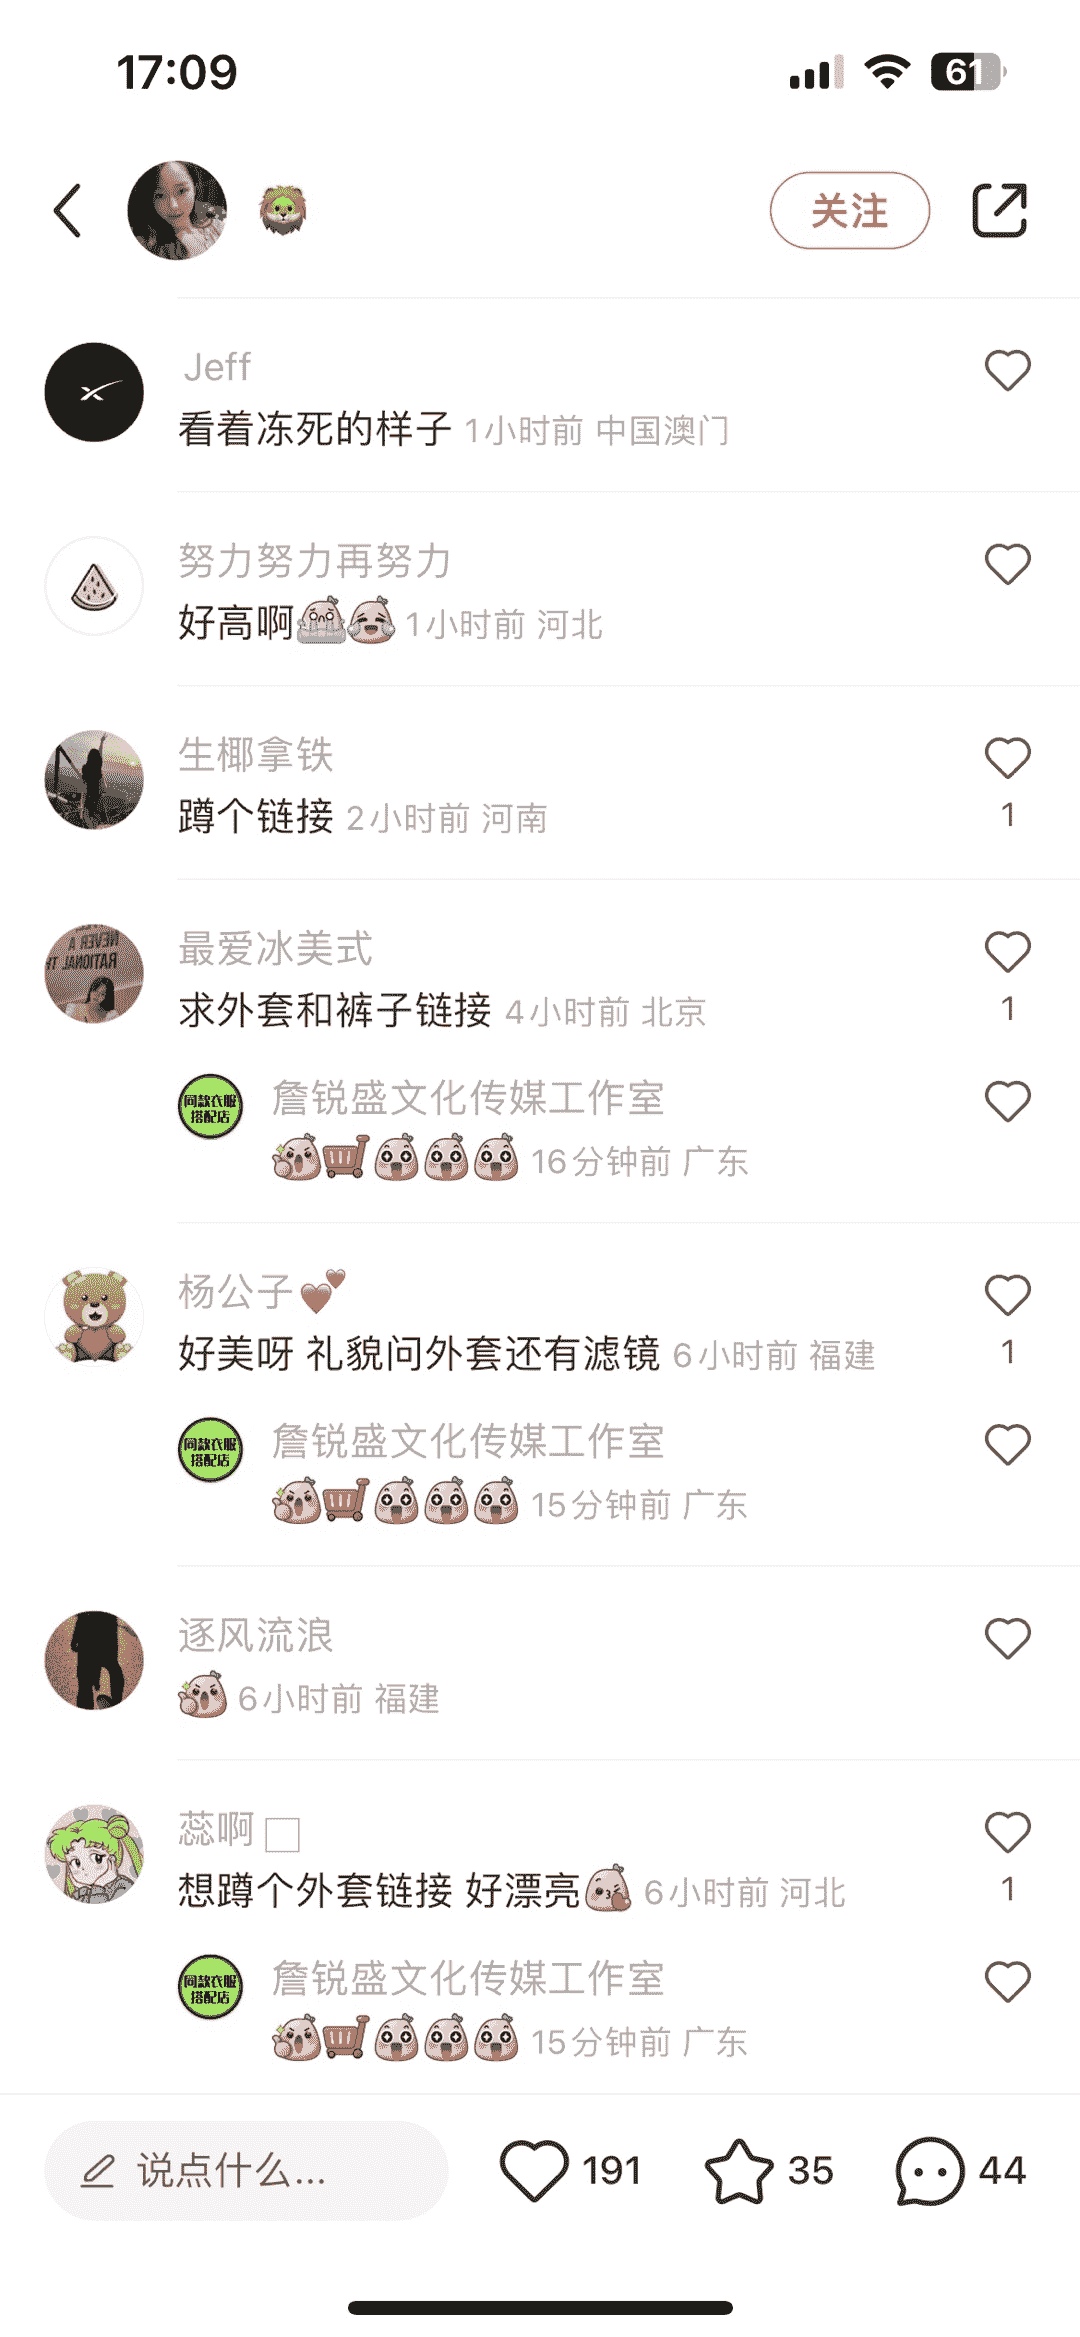 17:09
61
关注
Jeff
看着冻死的样子 1小时前 中国澳门
努力努力再努力
好高啊 1小时前 河北
生椰拿铁
蹲个链接 2小时前 河南
1
最爱冰美式
求外套和裤子链接 4小时前 北京
1
NEVER A
RATIONAL TH
同款衣服
搭配店
詹锐盛文化传媒工作室
16分钟前 广东
杨公子💕
好美呀 礼貌问外套还有滤镜 6小时前 福建
1
同款衣服
搭配店
詹锐盛文化传媒工作室
15分钟前 广东
逐风流浪
6小时前 福建
蕊啊
想蹲个外套链接 好漂亮 6小时前 河北
1
同款衣服
搭配店
詹锐盛文化传媒工作室
15分钟前 广东
说点什么...
191
35
44